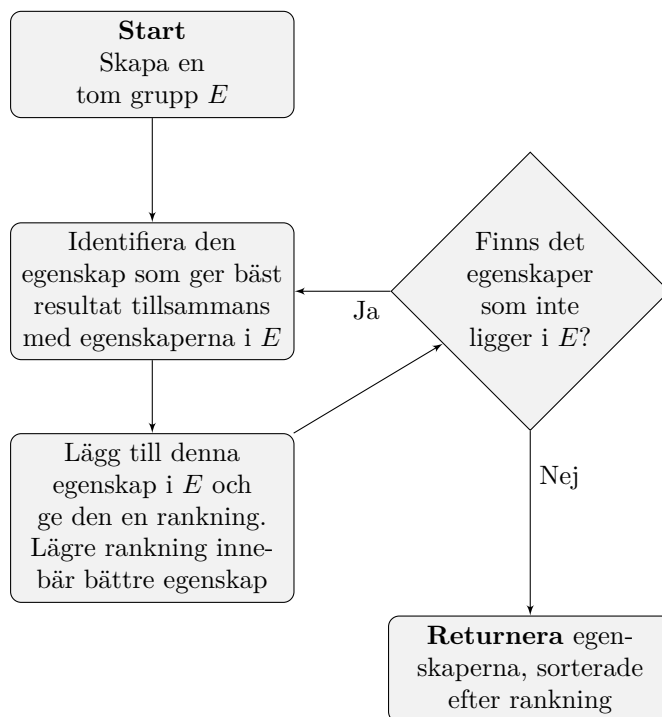 Start
Skapa en
tom grupp E
Identifiera den
egenskap som ger bäst
resultat tillsammans
med egenskaperna i E
Lägg till denna
egenskap i E och
ge den en rankning.
Lägre rankning inne-
bär bättre egenskap
Finns det
egenskaper
som inte
ligger i E?
Ja
Nej
Returnera egen-
skaperna, sorterade
efter rankning